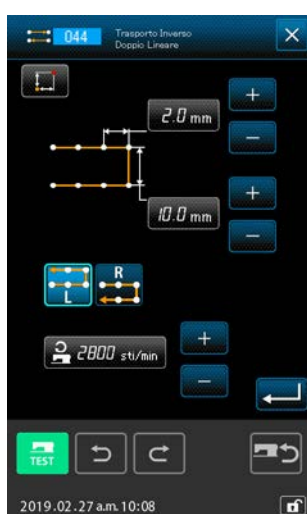 044 Trasporto Inverso
Doppio Lineare
2.0 mm
10.0 mm
L R
2800 sti/min
TEST
2019.02.27 a.m. 10:08